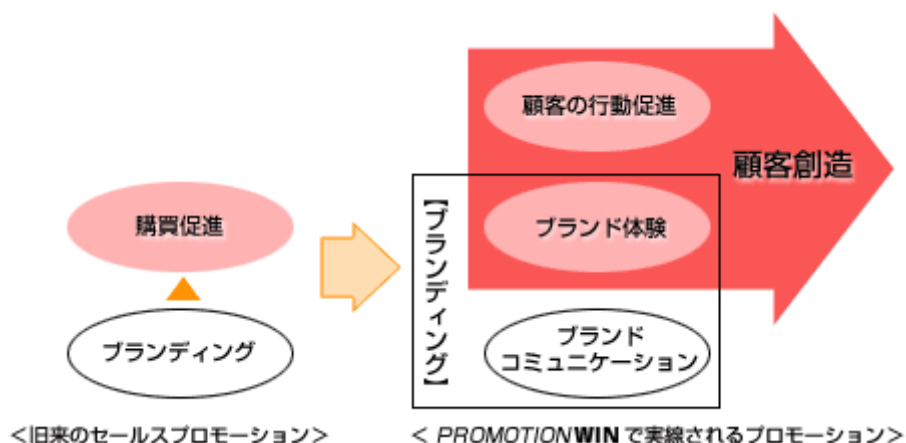 顧客の行動促進
顧客創造
購買促進
【ブランディング】
ブランド体験
ブランディング
ブランド
コミュニケーション
＜旧来のセールスプロモーション＞
＜ PROMOTIONWIN で実線されるプロモーション＞